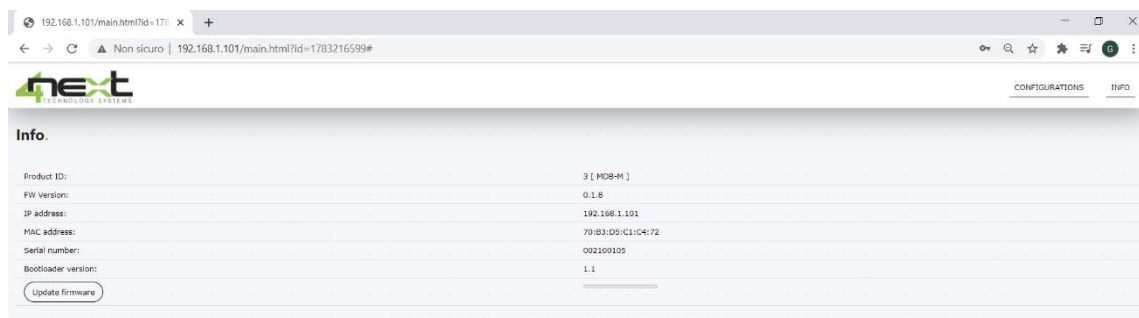 192.168.1.101/main.html?id=178
Non sicuro | 192.168.1.101/main.html?id=1783216599#
G
4next
TECHNOLOGY SYSTEMS
CONFIGURATIONS INFO
Info.
Product ID: 3 [ MDB-M ]
FW Version: 0.1.8
IP address: 192.168.1.101
MAC address: 70:B3:D5:C1:C4:72
Serial number: 002100105
Bootloader version: 1.1
Update firmware